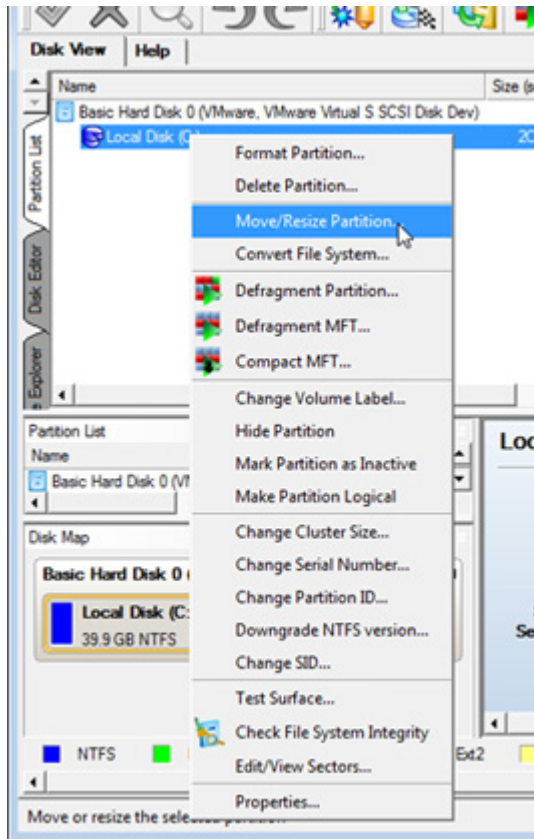 Disk View
Help
Name
Size (s
Basic Hard Disk 0 (VMware, VMware Virtual S SCSI Disk Dev)
Local Disk (C:
20
Partition List
Disk Editor
Explorer
Format Partition...
Delete Partition...
Move/Resize Partition...
Convert File System...
Defragment Partition...
Defragment MFT...
Compact MFT...
Change Volume Label...
Hide Partition
Mark Partition as Inactive
Make Partition Logical
Change Cluster Size...
Change Serial Number...
Change Partition ID...
Downgrade NTFS version...
Change SID...
Test Surface...
Check File System Integrity
Edit/View Sectors...
Properties...
Partition List
Name
Basic Hard Disk 0 (VM
Loc
Disk Map
Basic Hard Disk 0 (
Local Disk (C:
39.9 GB NTFS
Se
NTFS
Ext2
Move or resize the selected partition